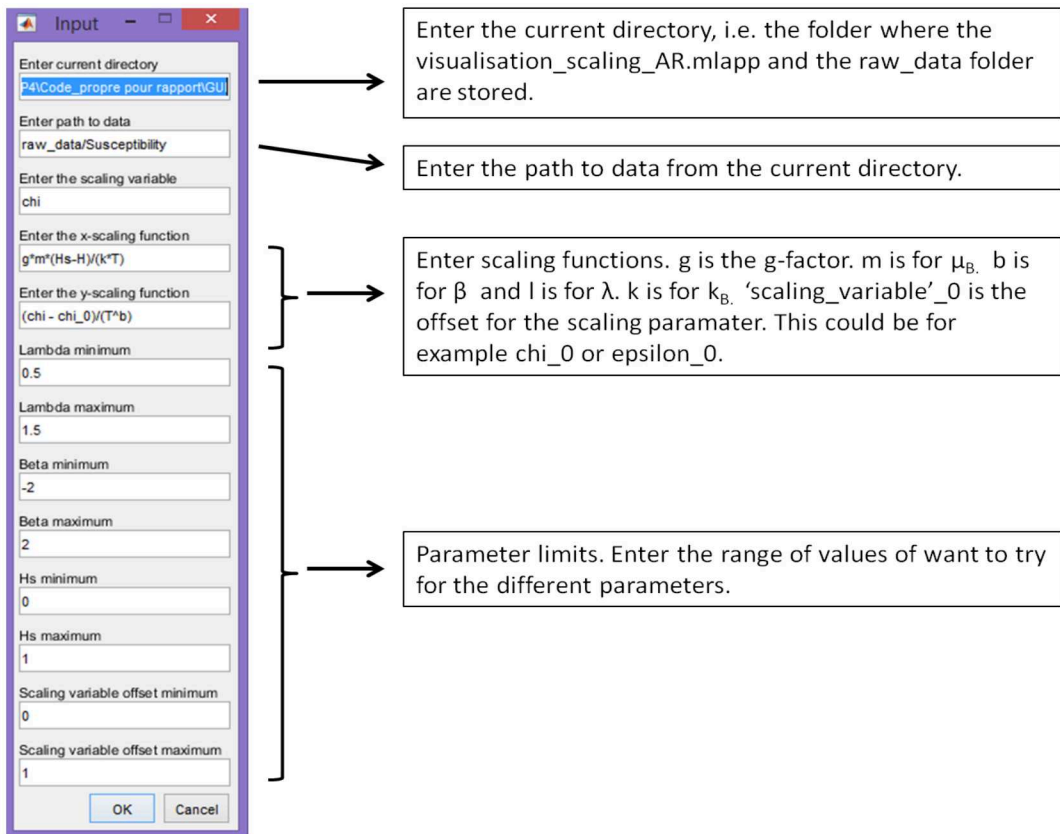 Input
Enter current directory
P4\Code_propre pour rapport\GUI
Enter path to data
raw_data/Susceptibility
Enter the scaling variable
chi
Enter the x-scaling function
g*m*(Hs-H)/(k*T)
Enter the y-scaling function
(chi - chi_0)/(T^b)
Lambda minimum
0.5
Lambda maximum
1.5
Beta minimum
-2
Beta maximum
2
Hs minimum
0
Hs maximum
1
Scaling variable offset minimum
0
Scaling variable offset maximum
1
OK Cancel
Enter the current directory, i.e. the folder where the
visualisation_scaling_AR.mlapp and the raw_data folder
are stored.
Enter the path to data from the current directory.
Enter scaling functions. g is the g-factor. m is for μB. b is
for β and l is for λ. k is for kB. ‘scaling_variable’_0 is the
offset for the scaling paramater. This could be for
example chi_0 or epsilon_0.
Parameter limits. Enter the range of values of want to try
for the different parameters.